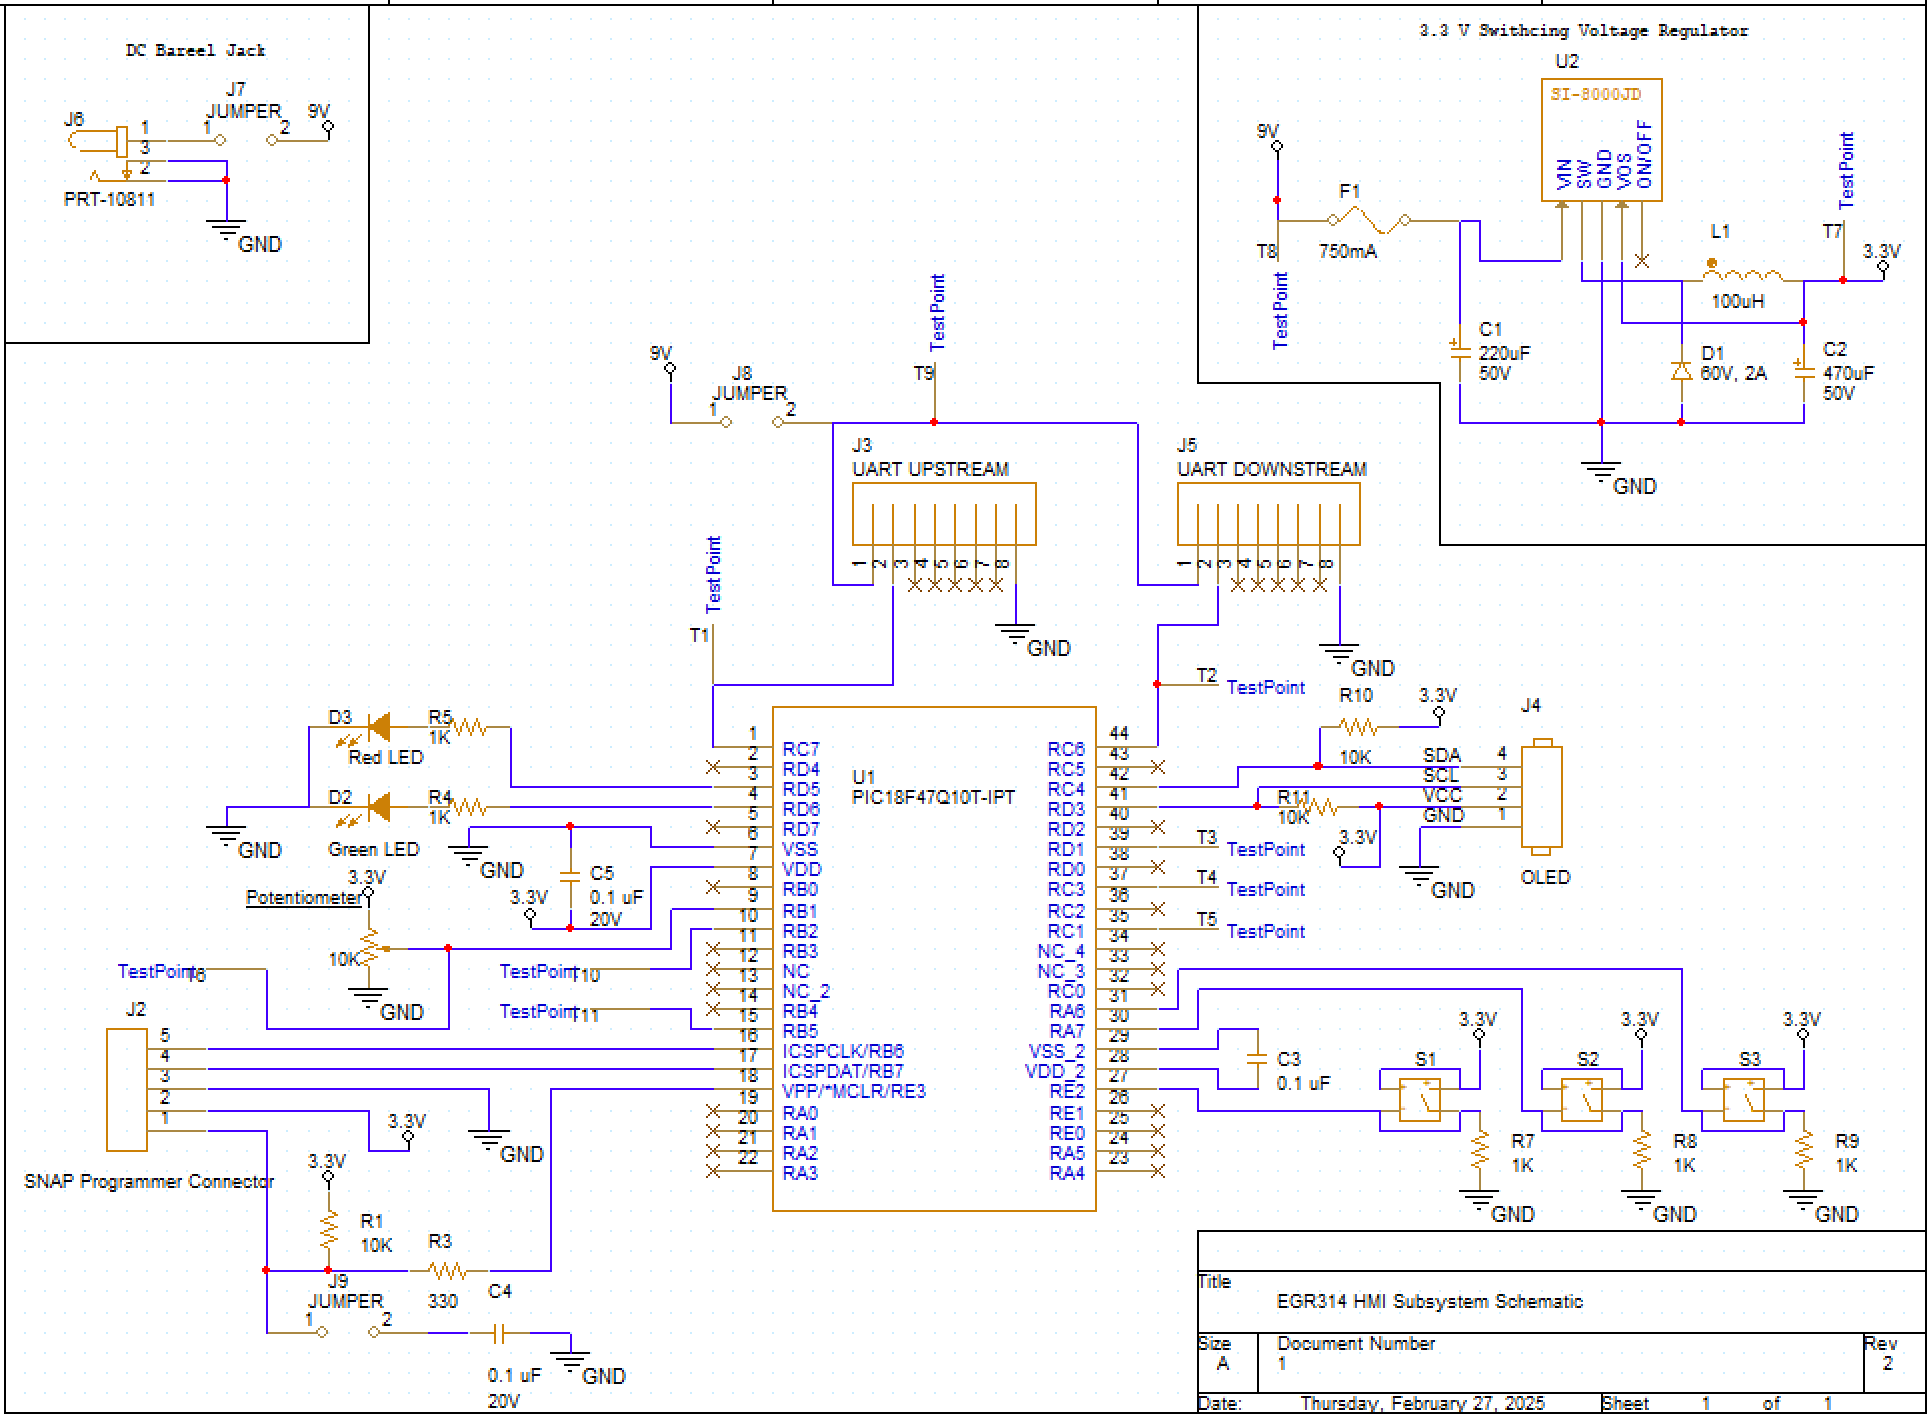 DC Bareel Jack
J7
JUMPER
J6
1
3
2
1
2
9V
PRT-10811
GND
3.3 V Swithcing Voltage Regulator
U2
SI-8000JD
VIN
SW
GND
VOS
ON/OFF
9V
F1
750mA
T8
TestPoint
TestPoint
T7
3.3V
L1
100uH
C1
220uF
50V
D1
60V, 2A
C2
470uF
50V
GND
9V
J8
JUMPER
1
2
T9
TestPoint
J3
UART UPSTREAM
1
2
3
4
5
6
7
8
GND
J5
UART DOWNSTREAM
1
2
3
4
5
6
7
8
GND
TestPoint
T1
T2
TestPoint
D3
Red LED
R5
1K
D2
Green LED
R4
1K
GND
GND
C5
0.1 uF
20V
3.3V
3.3V
Potentiometer
10K
GND
TestPoint
T6
TestPoint
T10
TestPoint
T11
U1
PIC18F47Q10T-IPT
1
RC7
2
RD4
3
RD5
4
RD6
5
RD7
6
VSS
7
VDD
8
RB0
9
RB1
10
RB2
11
RB3
12
NC
13
NC_2
14
RB4
15
RB5
16
ICSPCLK/RB6
17
ICSPDAT/RB7
18
VPP/*MCLR/RE3
19
RA0
20
RA1
21
RA2
22
RA3
44
RC6
43
RC5
42
RC4
41
RD3
40
RD2
39
RD1
38
RD0
37
RC3
36
RC2
35
RC1
34
NC_4
33
NC_3
32
RC0
31
RA6
30
RA7
29
VSS_2
28
VDD_2
27
RE2
26
RE1
25
RE0
24
RA5
23
RA4
R10
10K
3.3V
J4
SDA
SCL
VCC
GND
4
3
2
1
OLED
R11
10K
3.3V
GND
T3
TestPoint
T4
TestPoint
T5
TestPoint
C3
0.1 uF
S1
3.3V
R7
1K
GND
S2
3.3V
R8
1K
GND
S3
3.3V
R9
1K
GND
J2
5
4
3
2
1
SNAP Programmer Connector
3.3V
GND
3.3V
R1
10K
R3
330
J9
JUMPER
1
2
C4
0.1 uF
20V
GND
Title
EGR314 HMI Subsystem Schematic
Size
A
Document Number
1
Rev
2
Date:
Thursday, February 27, 2025
Sheet
1
of
1